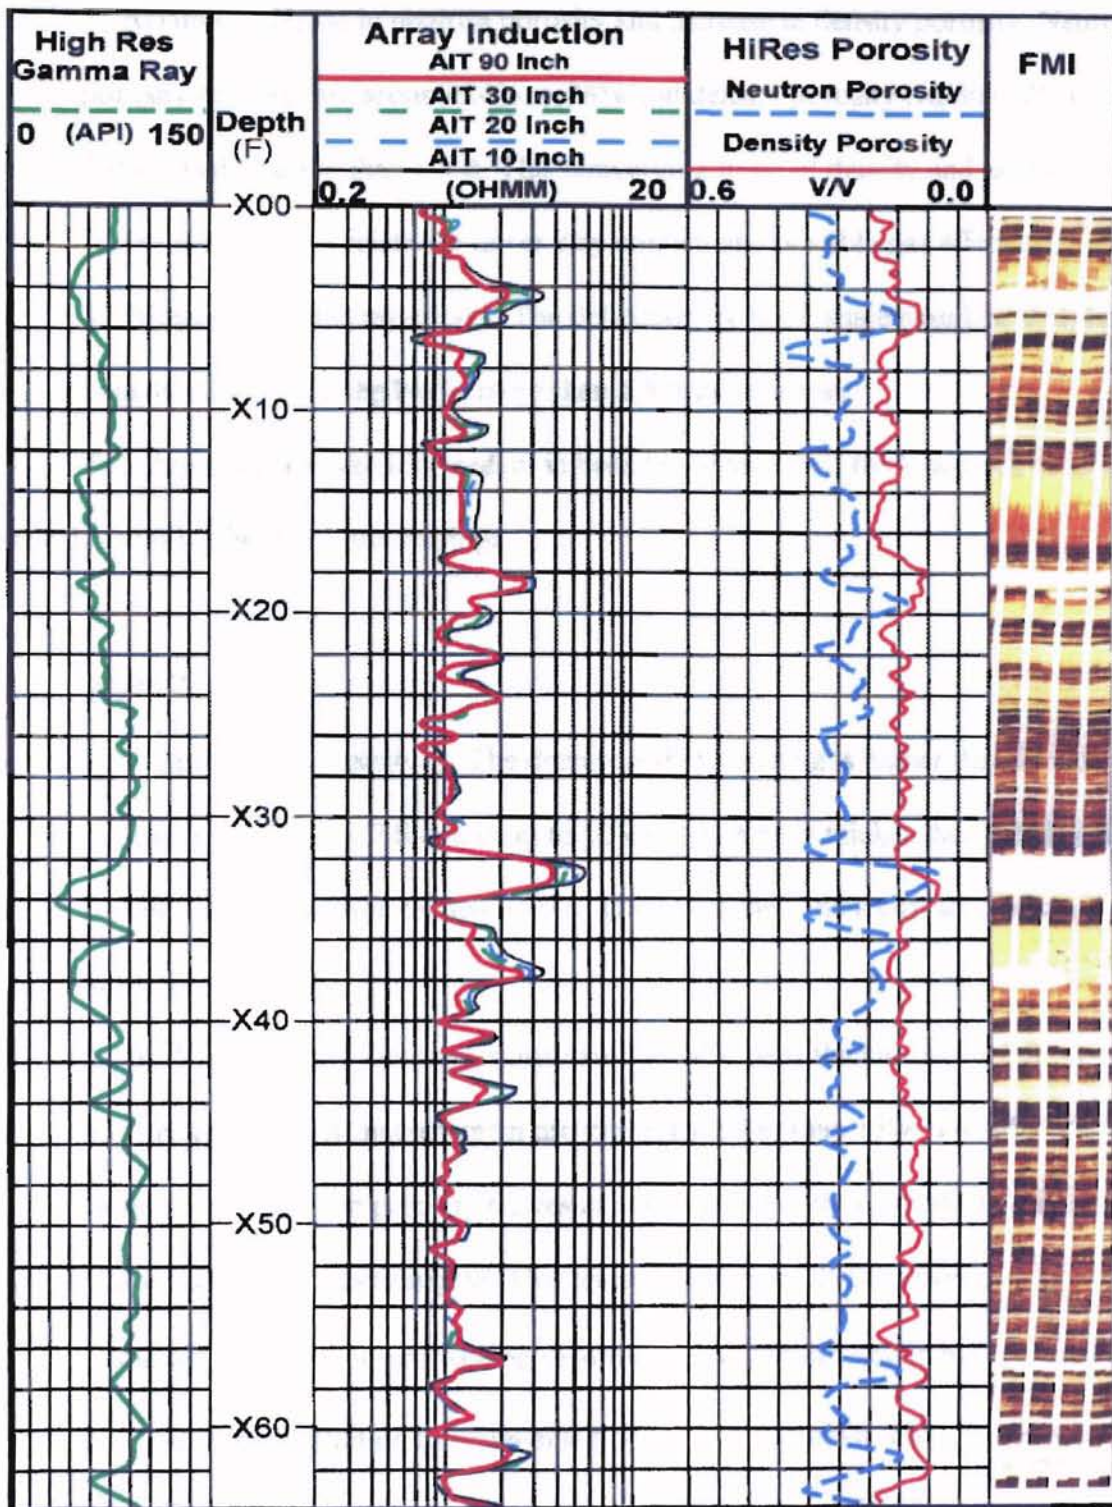 High Res
Gamma Ray
0 (API) 150
Depth
(F)
Array Induction
AIT 90 Inch
AIT 30 Inch
AIT 20 Inch
AIT 10 Inch
0.2 (OHMM) 20
HiRes Porosity
Neutron Porosity
Density Porosity
0.6 V/V 0.0
FMI
X00
X10
X20
X30
X40
X50
X60